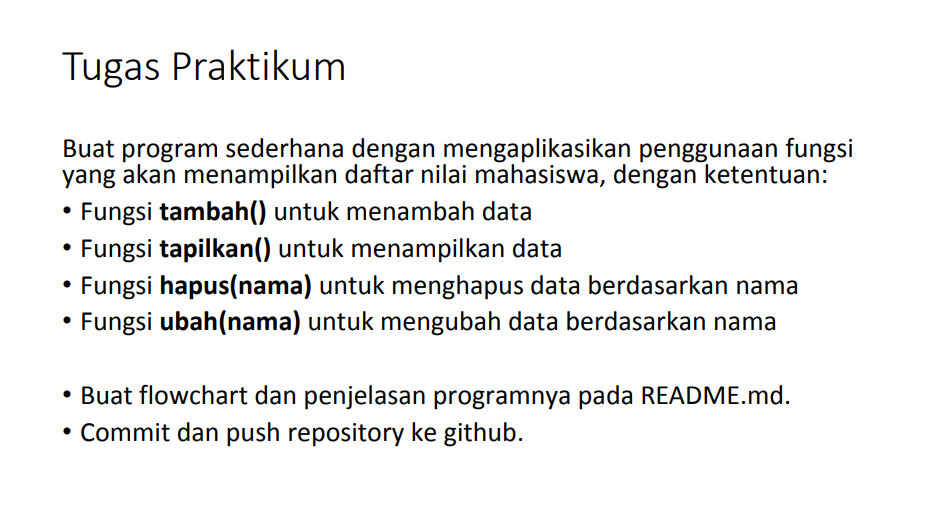 Tugas Praktikum
Buat program sederhana dengan mengaplikasikan penggunaan fungsi
yang akan menampilkan daftar nilai mahasiswa, dengan ketentuan:
• Fungsi tambah() untuk menambah data
• Fungsi tapilkan() untuk menampilkan data
• Fungsi hapus(nama) untuk menghapus data berdasarkan nama
• Fungsi ubah(nama) untuk mengubah data berdasarkan nama
• Buat flowchart dan penjelasan programnya pada README.md.
• Commit dan push repository ke github.